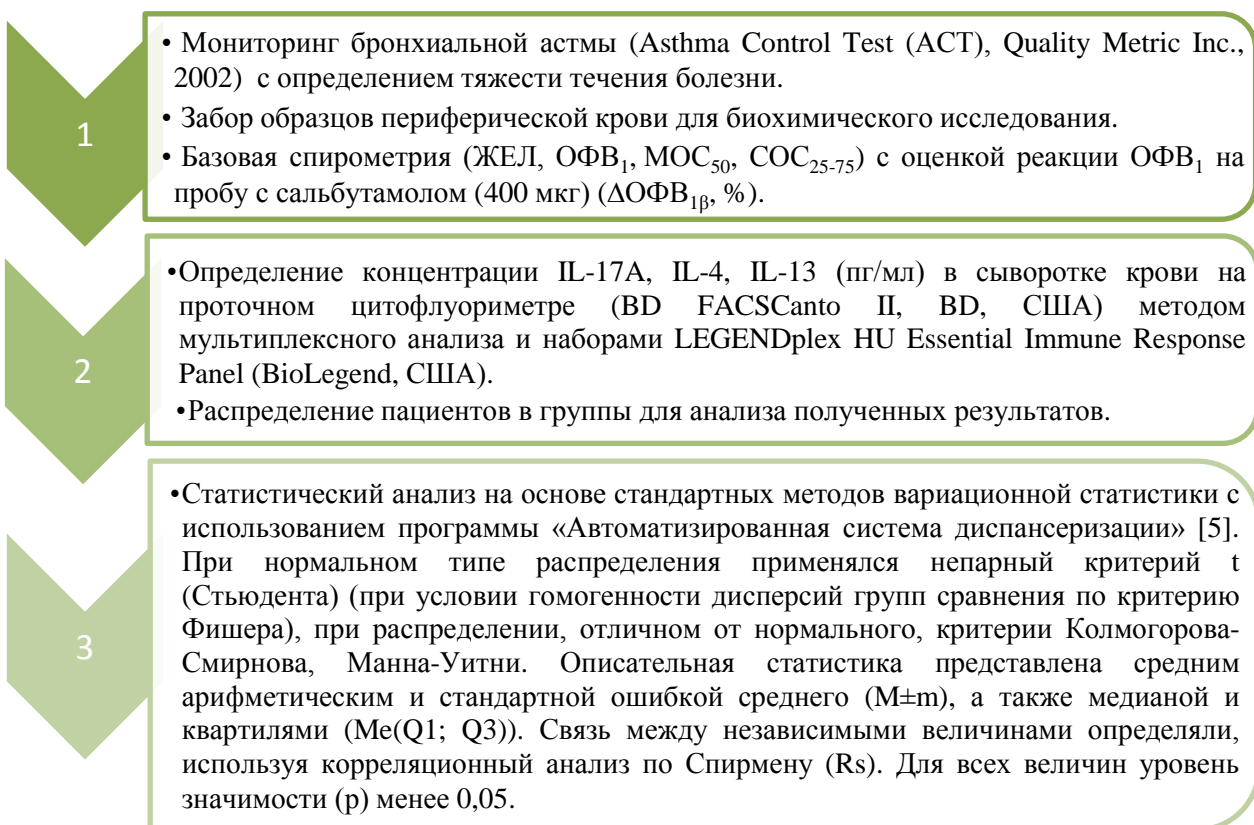 1
• Мониторинг бронхиальной астмы (Asthma Control Test (ACT), Quality Metric Inc.,
2002) с определением тяжести течения болезни.
• Забор образцов периферической крови для биохимического исследования.
• Базовая спирометрия (ЖЕЛ, ОФВ₁, МОС₅₀, СОС₂₅₋₇₅) с оценкой реакции ОФВ₁ на
пробу с сальбутамолом (400 мкг) (ΔОФВ₁ᵦ, %).
2
•Определение концентрации IL-17A, IL-4, IL-13 (пг/мл) в сыворотке крови на
проточном цитофлуориметре (BD FACSCanto II, BD, США) методом
мультиплексного анализа и наборами LEGENDplex HU Essential Immune Response
Panel (BioLegend, США).
•Распределение пациентов в группы для анализа полученных результатов.
3
•Статистический анализ на основе стандартных методов вариационной статистики с
использованием программы «Автоматизированная система диспансеризации» [5].
При нормальном типе распределения применялся непарный критерий t
(Стьюдента) (при условии гомогенности дисперсий групп сравнения по критерию
Фишера), при распределении, отличном от нормального, критерии Колмогорова-
Смирнова, Манна-Уитни. Описательная статистика представлена средним
арифметическим и стандартной ошибкой среднего (M±m), а также медианой и
квартилями (Me(Q1; Q3)). Связь между независимыми величинами определяли,
используя корреляционный анализ по Спирмену (Rs). Для всех величин уровень
значимости (p) менее 0,05.